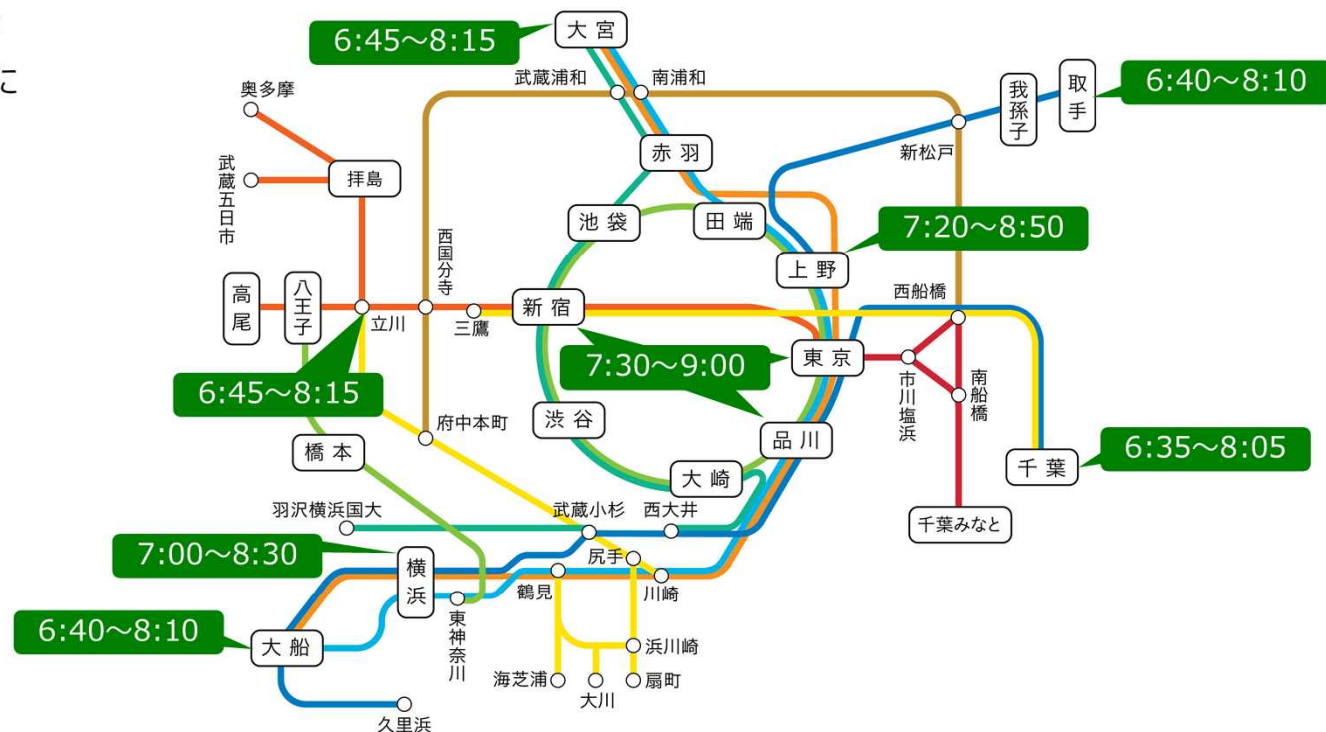 に
大宮
6:45～8:15
武蔵浦和
南浦和
奥多摩
我孫子
取手
6:40～8:10
赤羽
新松戸
武蔵五日市
拝島
池袋
田端
7:20～8:50
西国分寺
上野
高尾
八王子
立川
三鷹
新宿
西船橋
7:30～9:00
東京
6:45～8:15
市川塩浜
南船橋
府中本町
渋谷
品川
橋本
千葉
6:35～8:05
大崎
羽沢横浜国大
武蔵小杉
西大井
千葉みなと
7:00～8:30
横浜
尻手
鶴見
川崎
6:40～8:10
大船
東神奈川
浜川崎
海芝浦
大川
扇町
久里浜